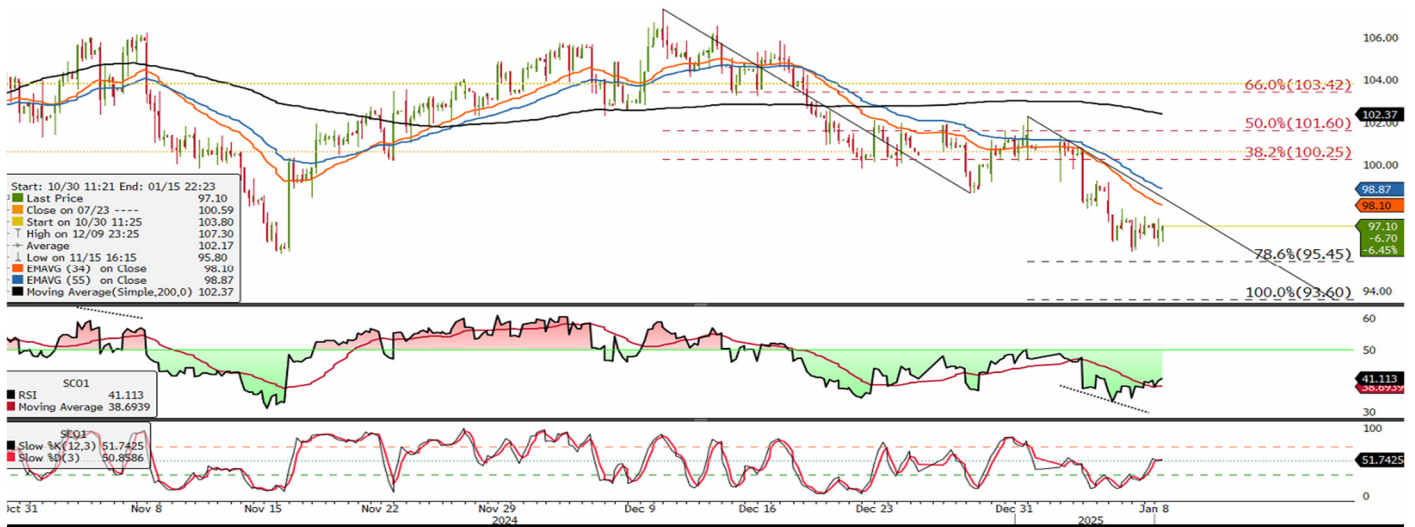 106.00
104.00
66.0%(103.42)
102.37
102.00
50.0%(101.60)
38.2%(100.25)
100.00
98.87
98.10
97.10
-6.70
-6.45%
78.6%(95.45)
100.0%(93.60)
94.00
Start: 10/30 11:21 End: 01/15 22:23
Last Price 97.10
Close on 07/23 ---- 100.59
Start on 10/30 11:25 103.80
High on 12/09 23:25 107.30
Average 102.17
Low on 11/15 16:15 95.80
EMAVG (34) on Close 98.10
EMAVG (55) on Close 98.87
Moving Average(Simple,200,0) 102.37
60
50
41.113
38.6939
30
SCO1
RSI 41.113
Moving Average 38.6939
100
SCO1
Slow %K(12,3) 51.7425
Slow %D(3) 50.8586
51.7425
0
Oct 31 Nov 8 Nov 15 Nov 22 Nov 29 Dec 9 Dec 16 Dec 23 Dec 31 Jan 8
2024 2025